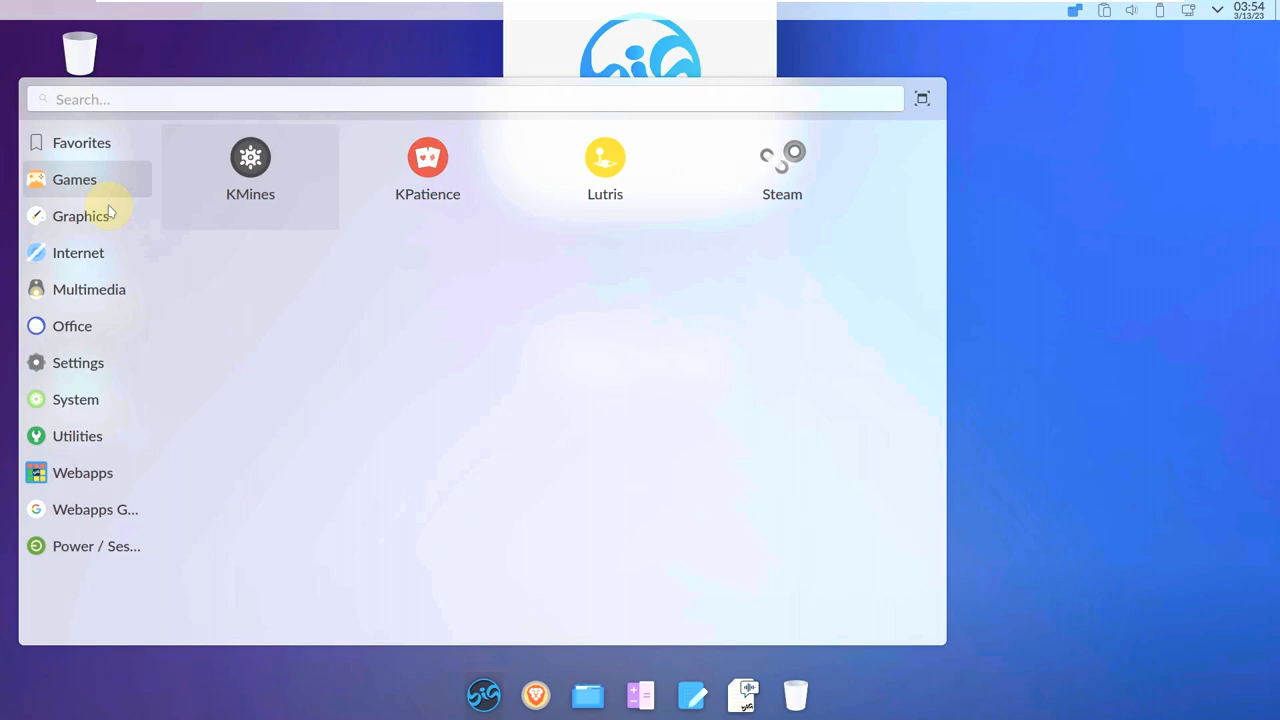 03:54
3/13/23
Search...
Favorites
Games
Graphics
Internet
Multimedia
Office
Settings
System
Utilities
Webapps
Webapps G...
Power / Ses...
KMines
KPatience
Lutris
Steam